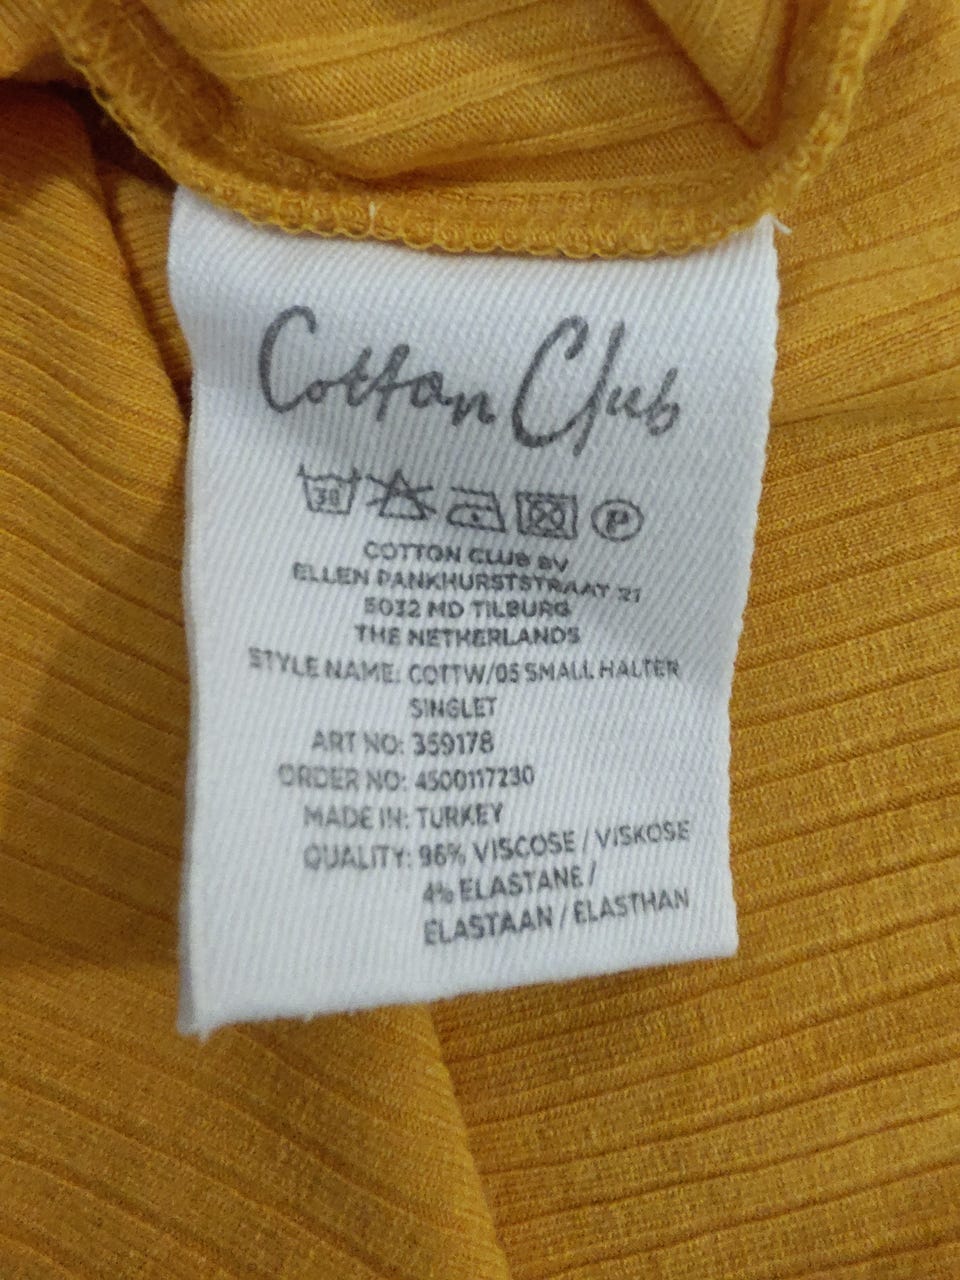 Cotton Club
30 P
COTTON CLUB BV
ELLEN PANKHURSTSTRAAT 21
5032 MD TILBURG
THE NETHERLANDS
STYLE NAME: COTTW/05 SMALL HALTER
SINGLET
ART NO: 359178
ORDER NO: 4500117230
MADE IN: TURKEY
QUALITY: 96% VISCOSE / VISKOSE
4% ELASTANE /
ELASTAAN / ELASTHAN